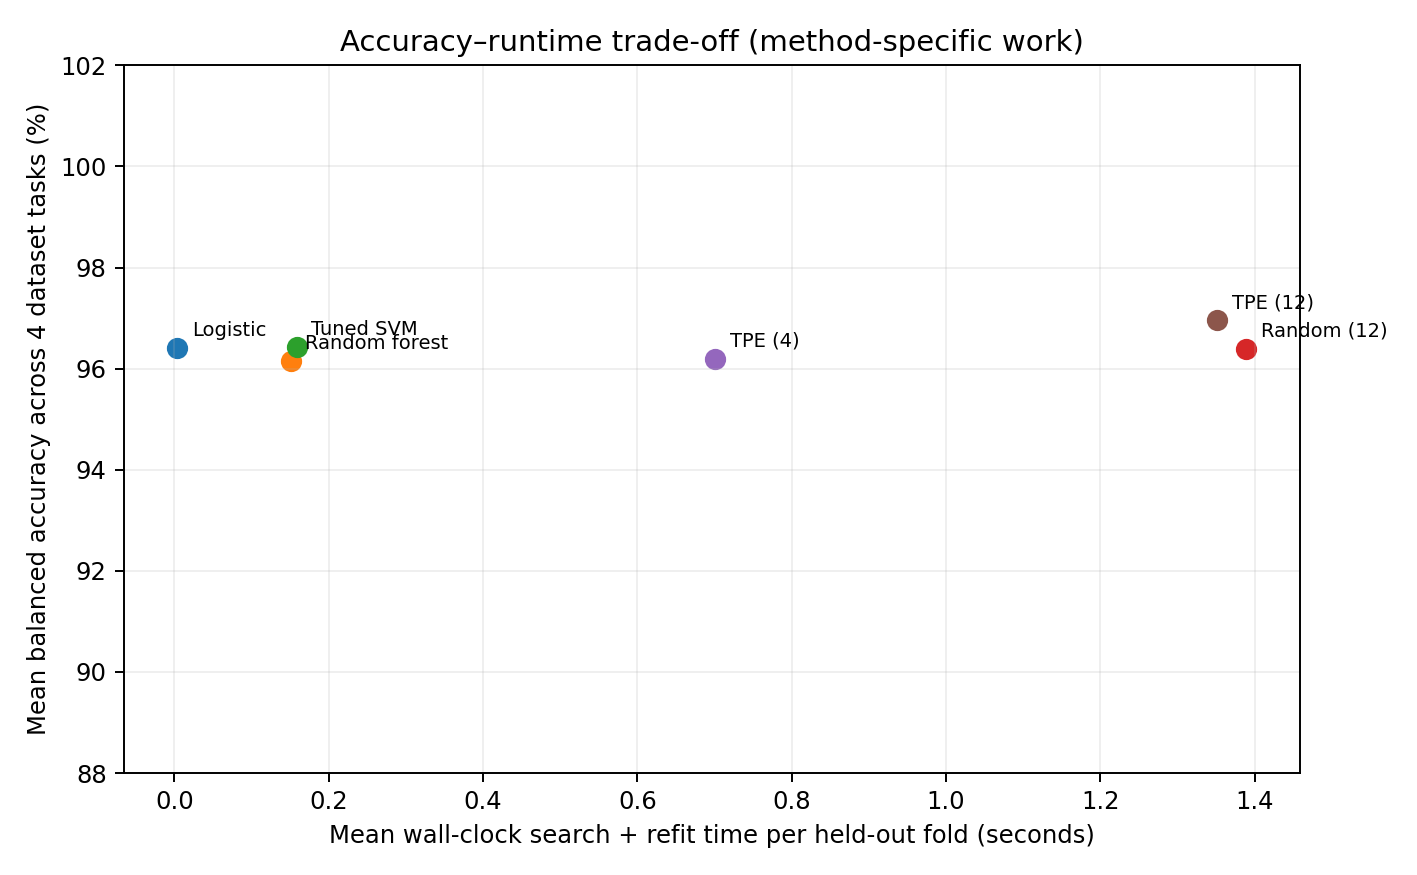 Accuracy–runtime trade-off (method-specific work)
Mean balanced accuracy across 4 dataset tasks (%)
102
100
98
96
94
92
90
88
Logistic
Tuned SVM
Random forest
TPE (4)
TPE (12)
Random (12)
0.0
0.2
0.4
0.6
0.8
1.0
1.2
1.4
Mean wall-clock search + refit time per held-out fold (seconds)